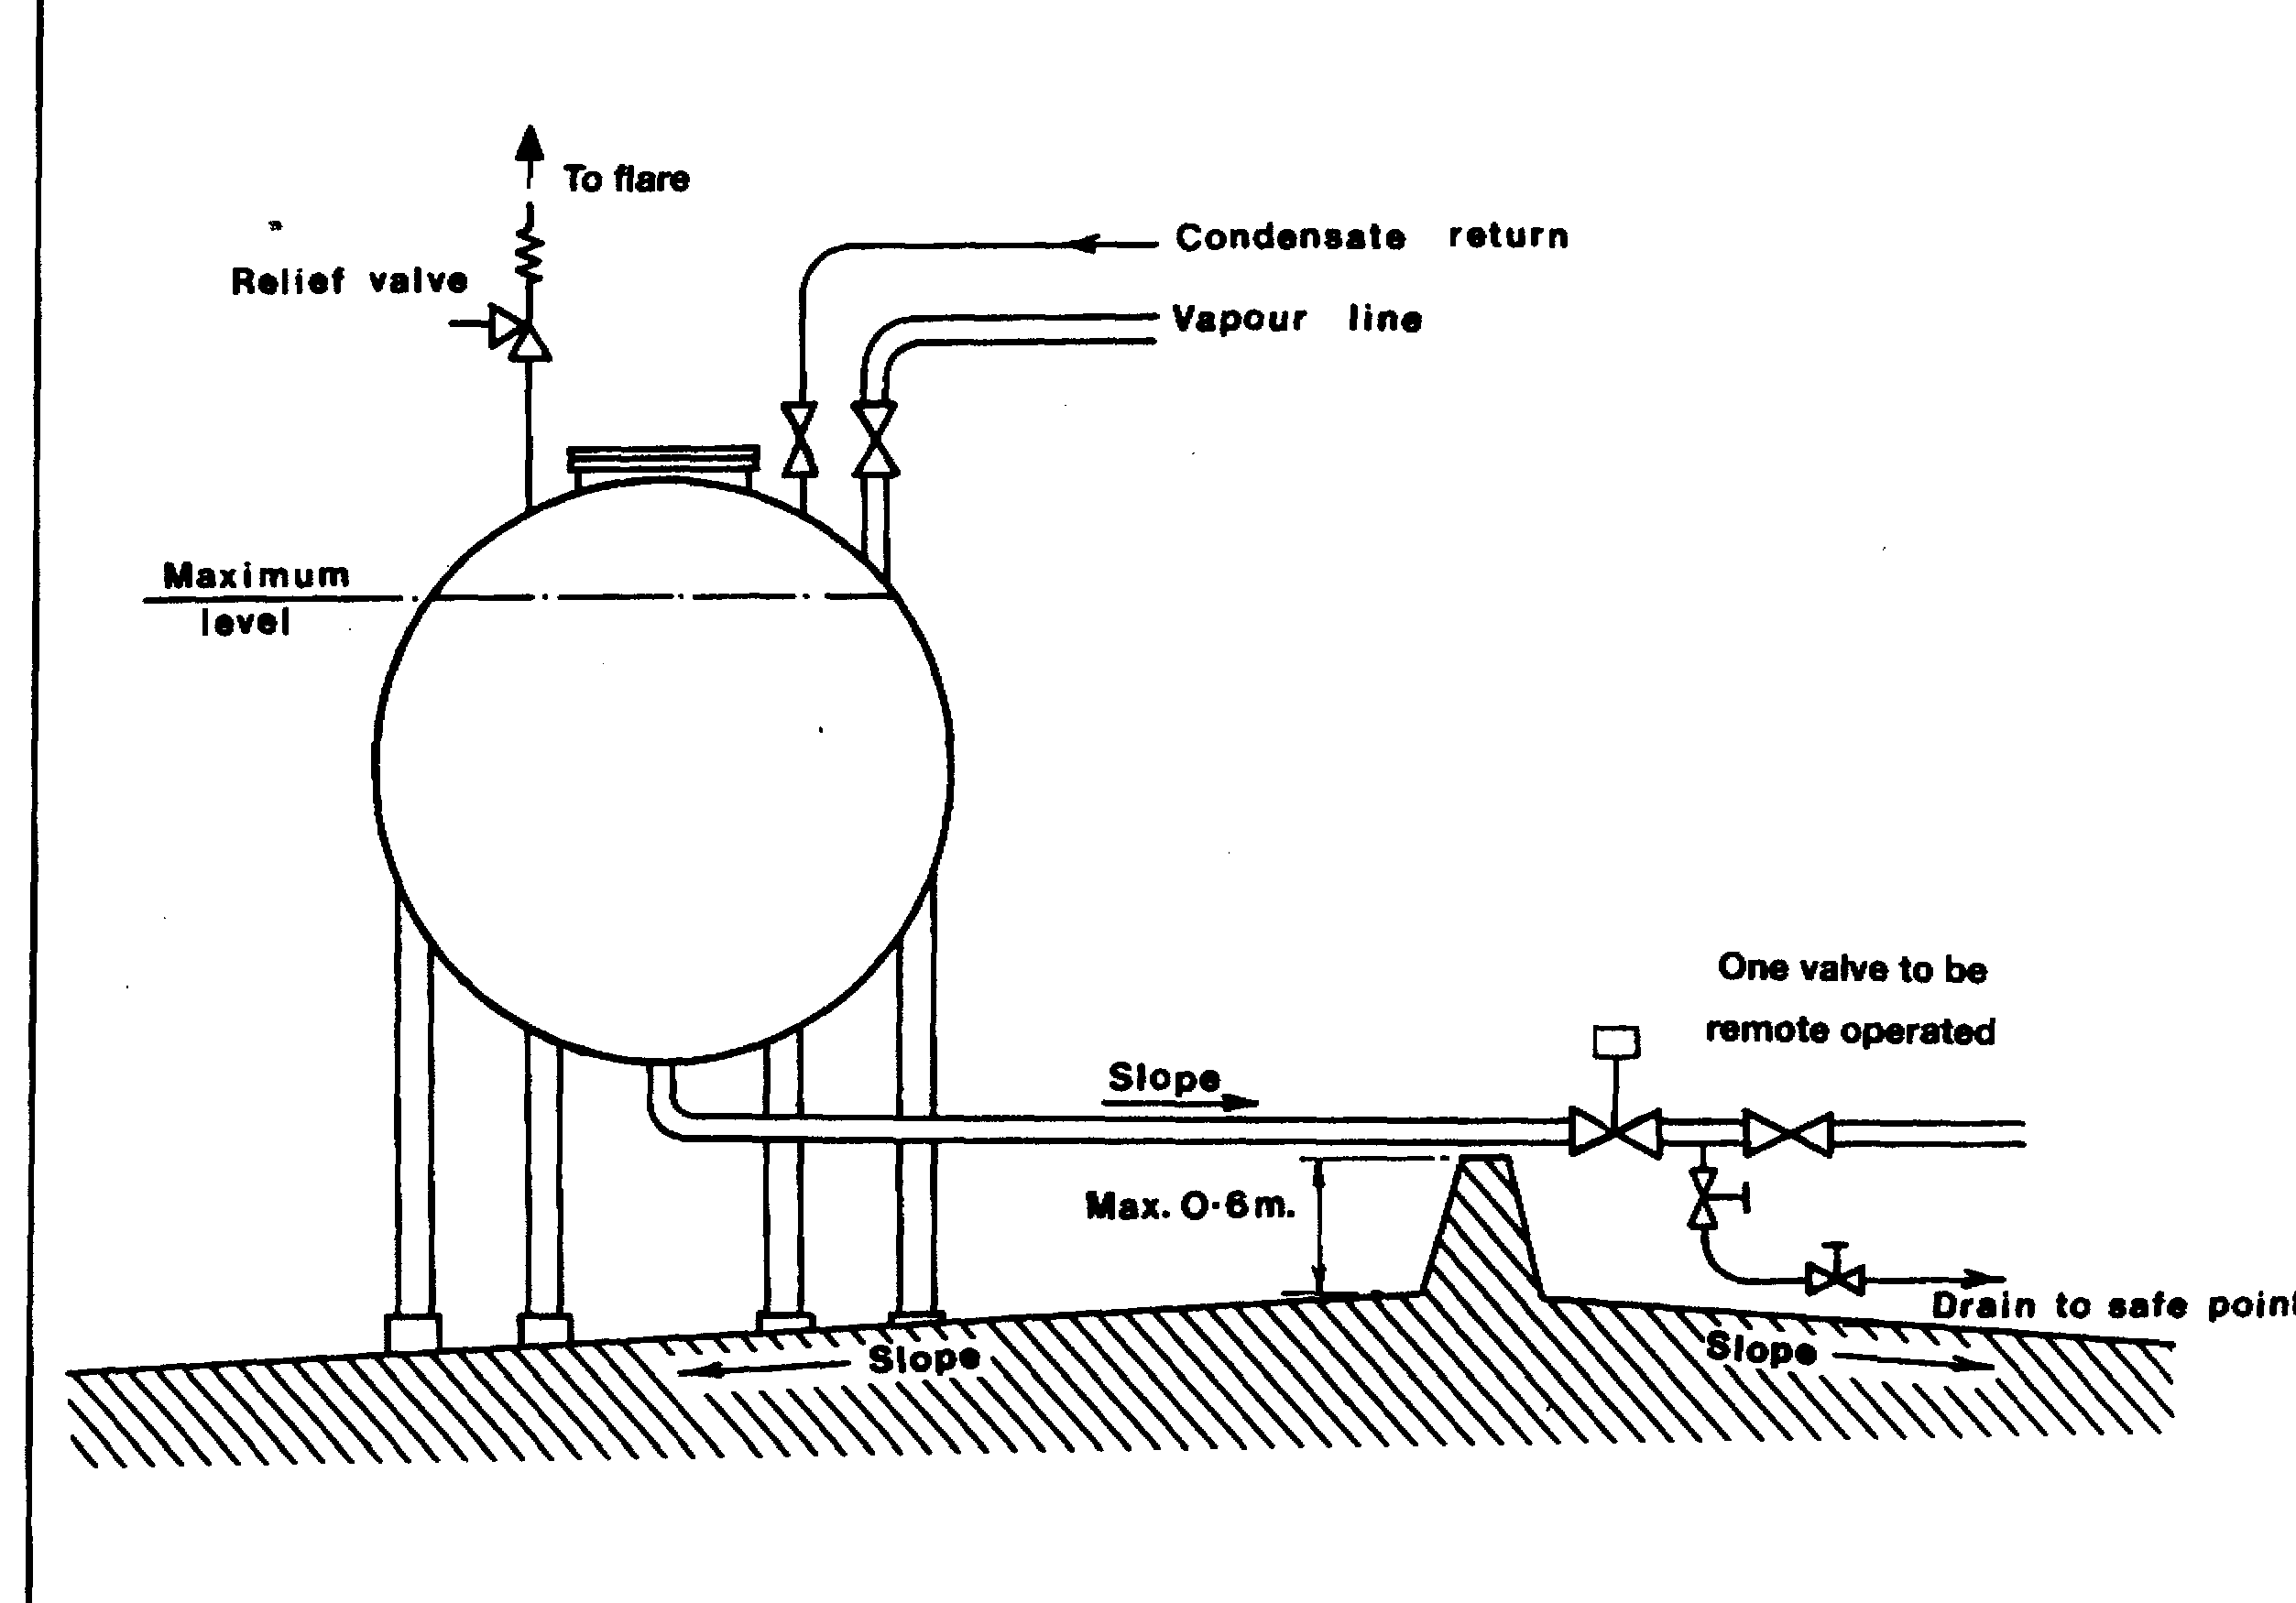 To flare
Condensate return
Relief valve
Vapour line
Maximum
level
One valve to be
remote operated
Slope
Max. 0·6m.
Drain to safe point
Slope
Slope